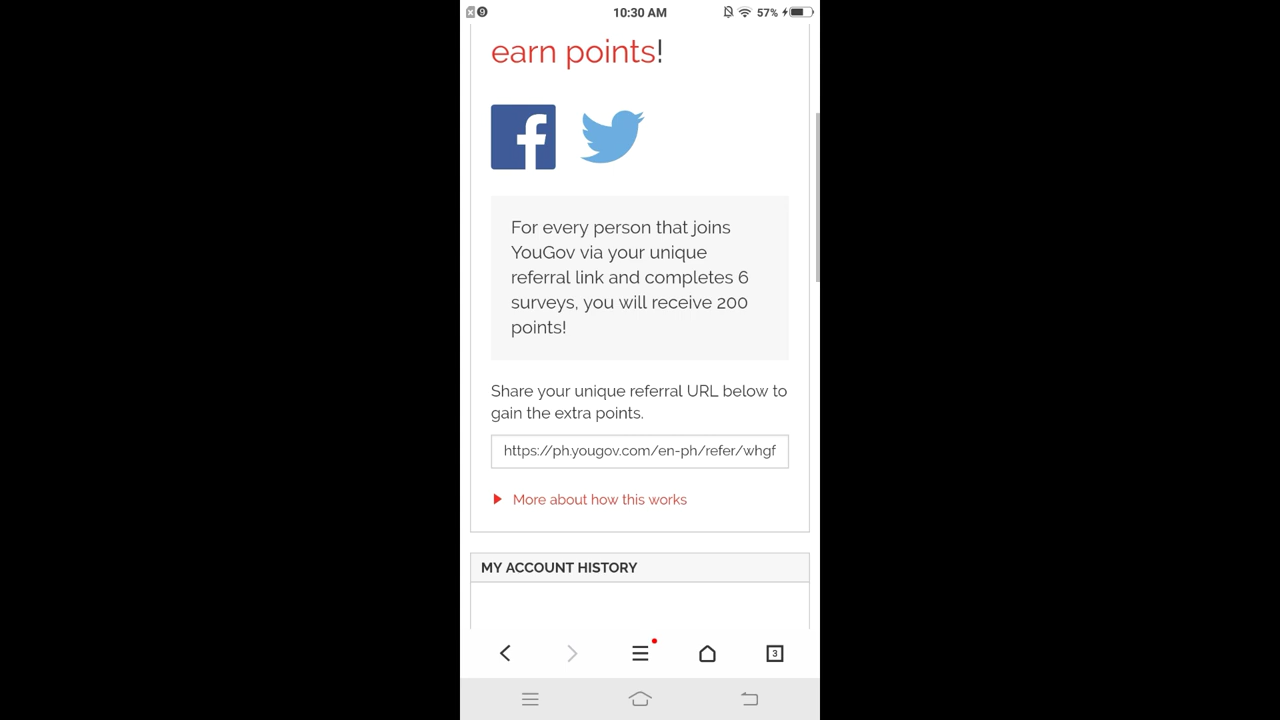 9 10:30 AM 57%
earn points!
For every person that joins
YouGov via your unique
referral link and completes 6
surveys, you will receive 200
points!
Share your unique referral URL below to
gain the extra points.
https://ph.yougov.com/en-ph/refer/whgf
More about how this works
MY ACCOUNT HISTORY
3